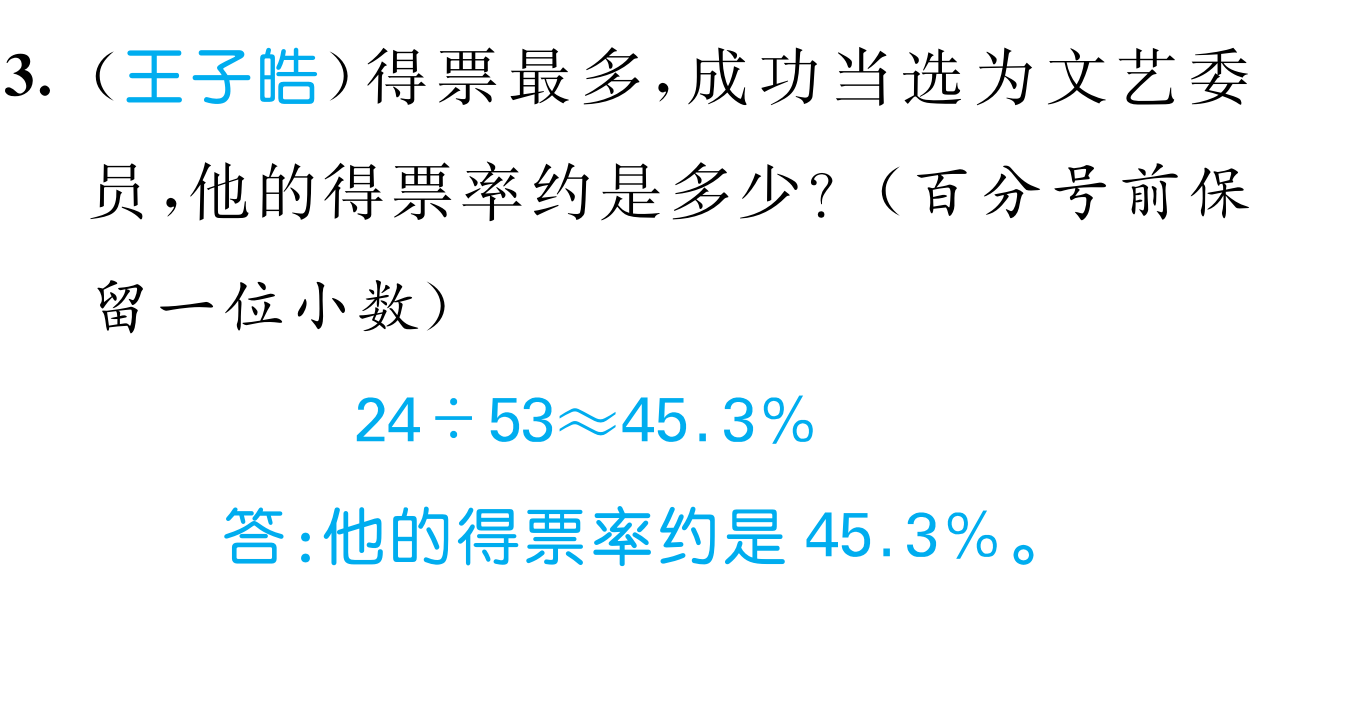 3.（王子皓）得票最多,成功当选为文艺委
员,他的得票率约是多少?（百分号前保
留一位小数）
24÷53≈45.3%
答:他的得票率约是 45.3%。